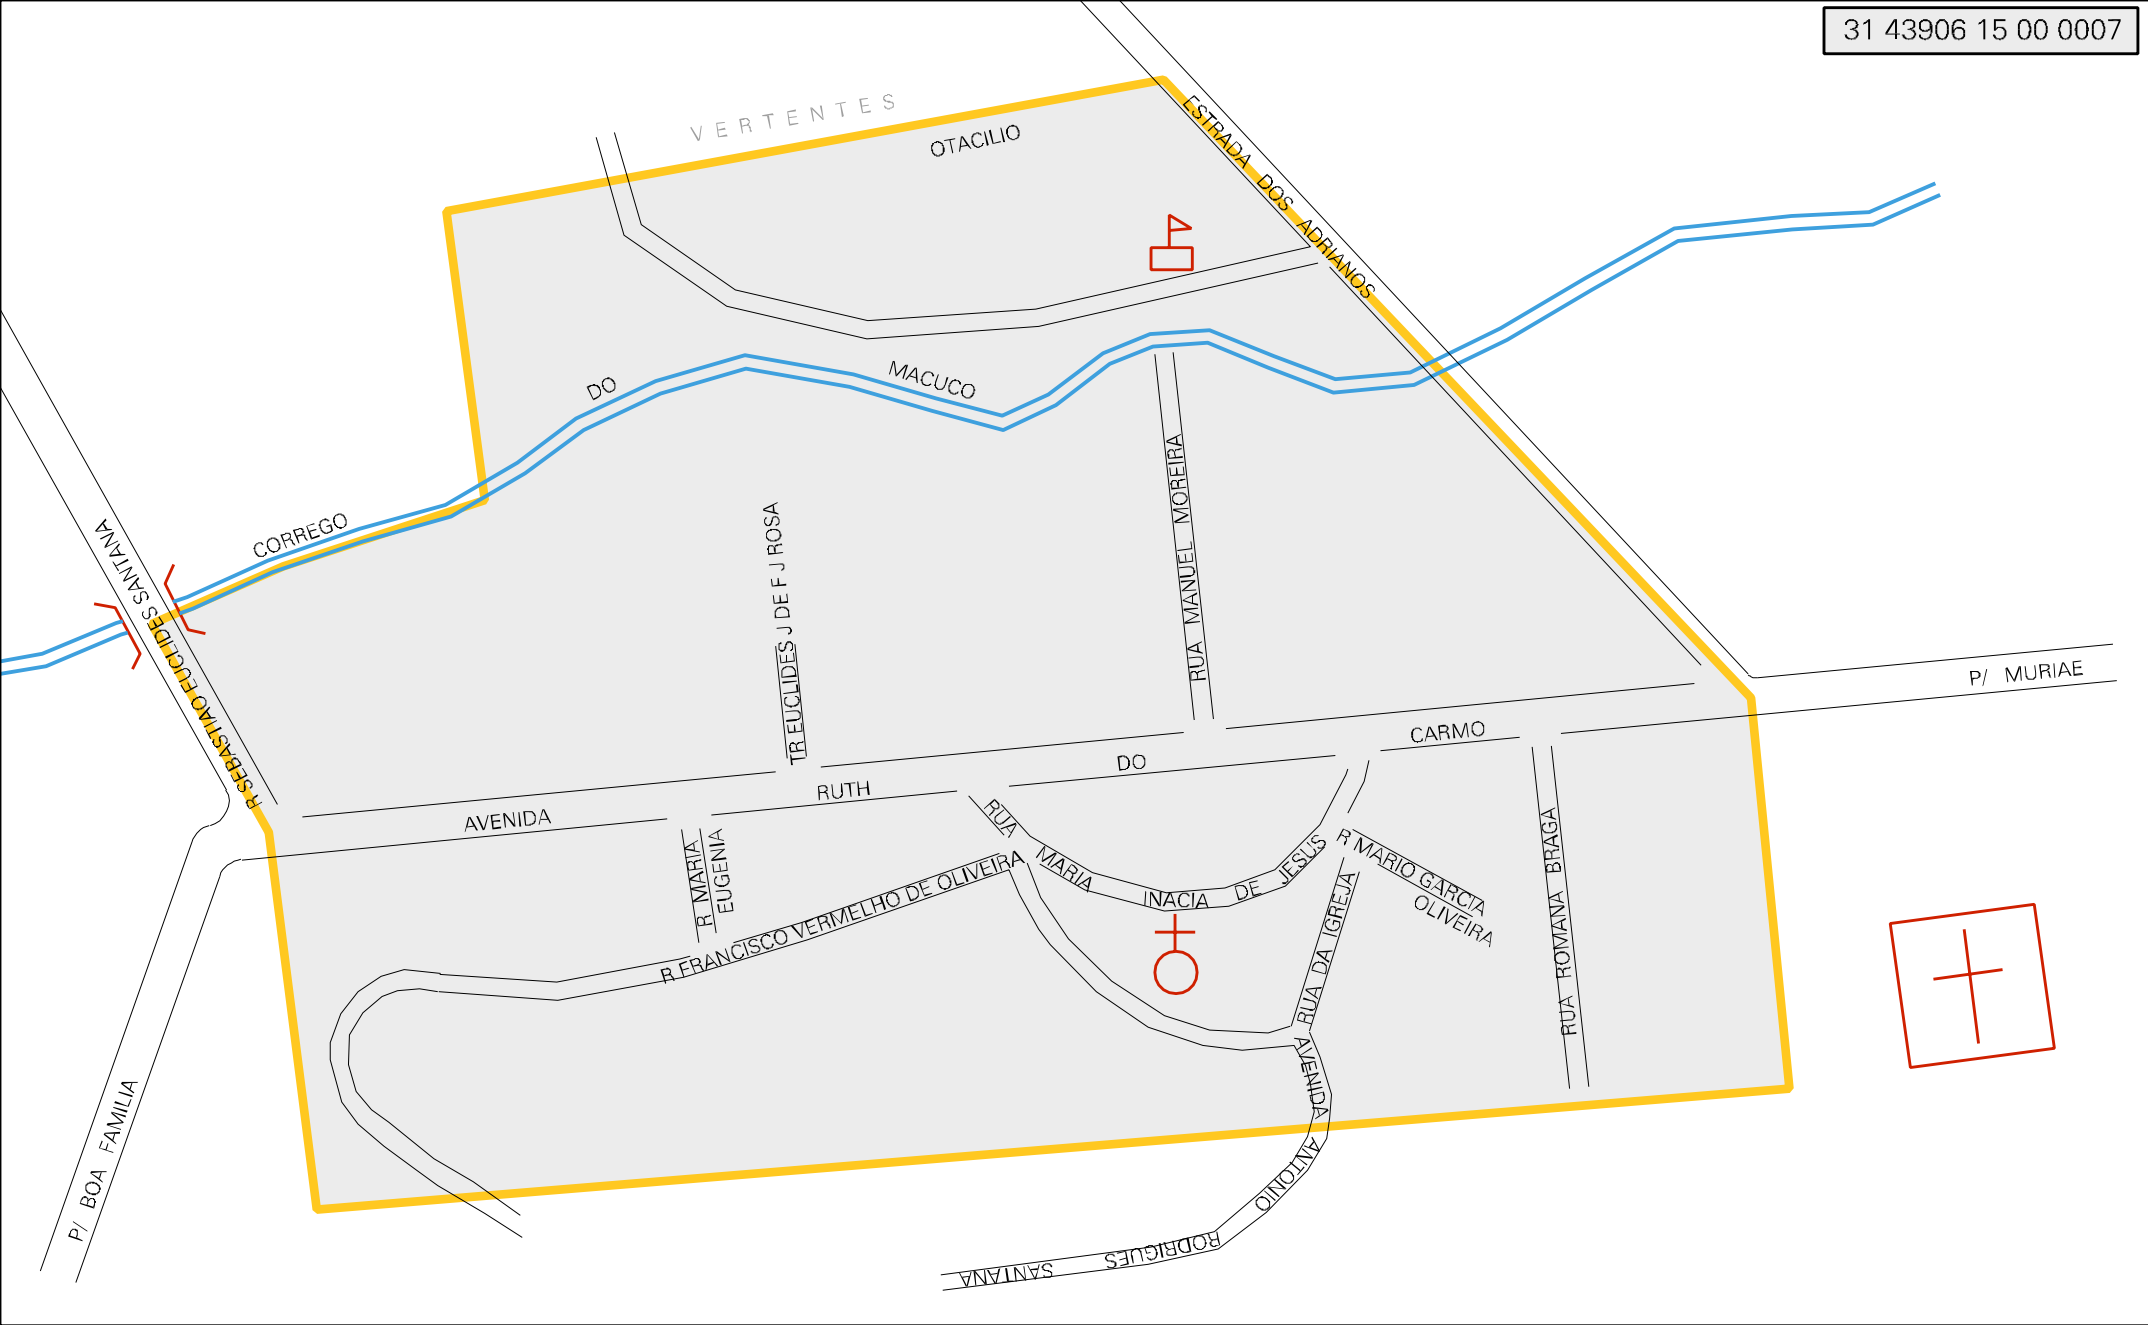 31 43906 15 00 0007
VERTENTES
OTACILIO
ESTRADA DOS ADRIANOS
CORREGO DO MACUCO
R SEBASTIAO EUCLIDES SANTANA
TR EUCLIDES J DE F J ROSA
RUA MANUEL MOREIRA
P/ MURIAE
AVENIDA RUTH DO CARMO
R MARIA
EUGENIA
RUA MARIA INACIA DE JESUS
R MARIO GARCIA
OLIVEIRA
RUA ROMANA BRAGA
R FRANCISCO VERMELHO DE OLIVEIRA
RUA DA IGREJA
AVENIDA ANTONIO RODRIGUES SANTANA
P/ BOA FAMILIA